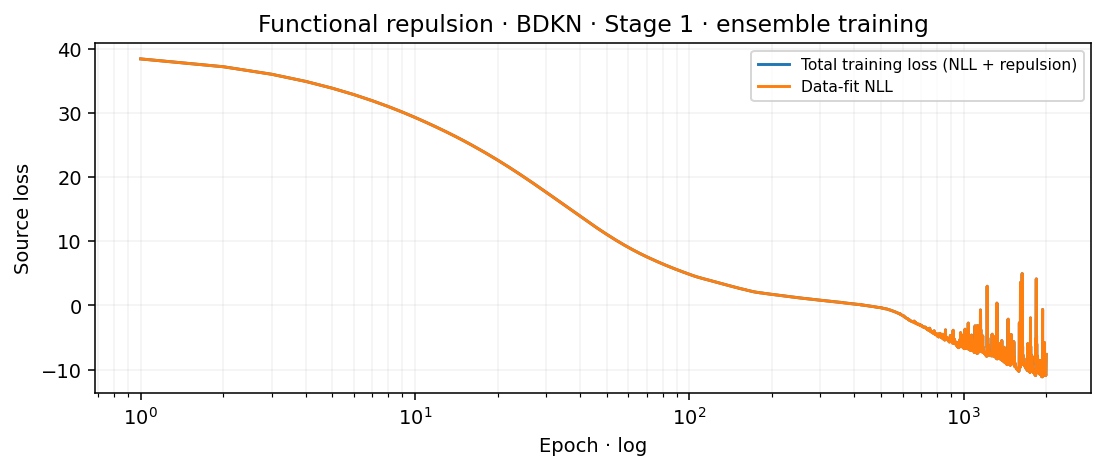 Functional repulsion · BDKN · Stage 1 · ensemble training
Total training loss (NLL + repulsion)
Data-fit NLL
Source loss
40
30
20
10
0
−10
10⁰
10¹
10²
10³
Epoch · log